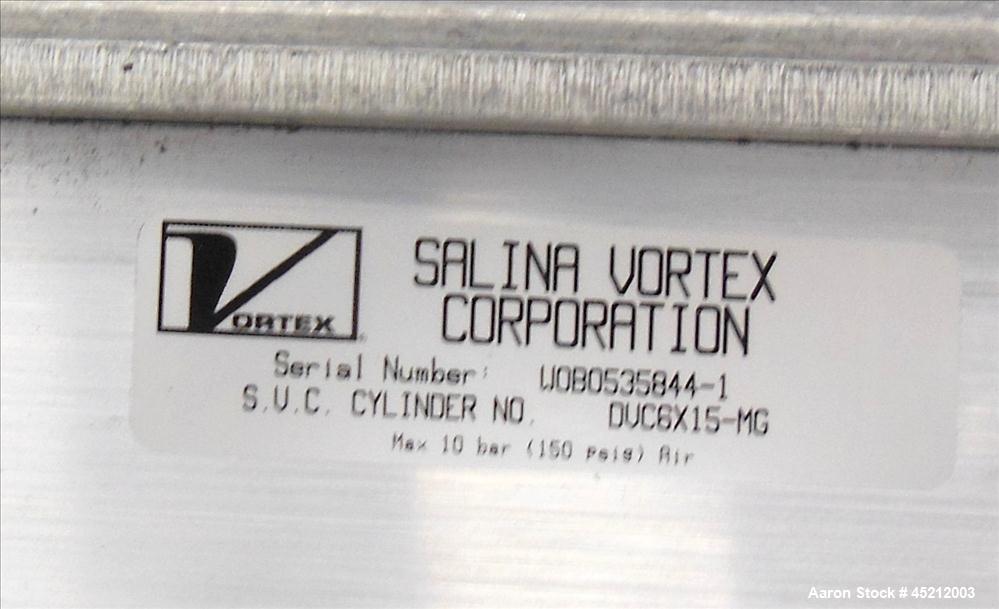 VORTEX
SALINA VORTEX
CORPORATION
Serial Number: WOB0535844-1
S.V.C. CYLINDER NO. DVC6X15-MG
Max 10 bar (150 psig) Air
Aaron Stock # 45212003